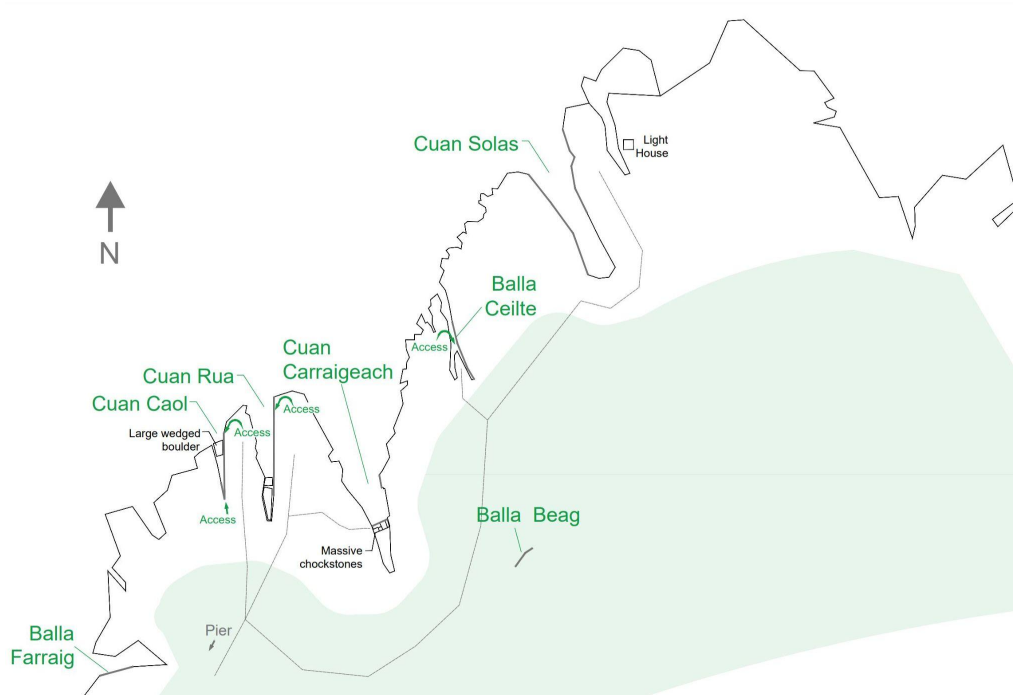 Light
House
Cuan Solas
N
Balla
Ceilte
Access
Cuan
Carraigeach
Cuan Rua
Access
Cuan Caol
Large wedged
boulder
Access
Access
Balla Beag
Massive
chockstones
Pier
Balla
Farraig